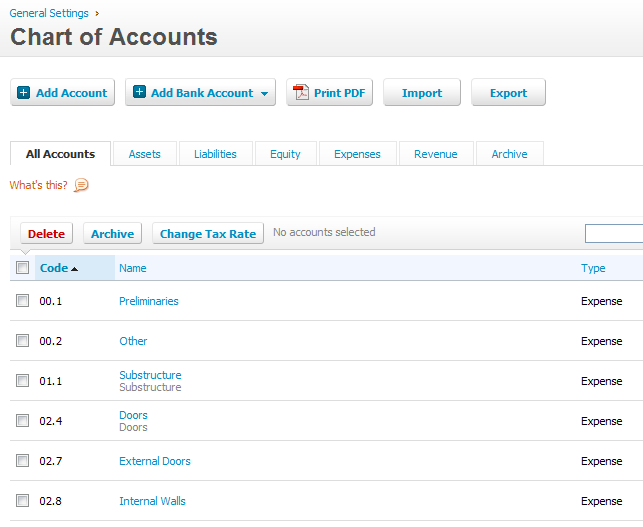 General Settings ›
Chart of Accounts
Add Account Add Bank Account Print PDF Import Export
All Accounts Assets Liabilities Equity Expenses Revenue Archive
What's this?
Delete Archive Change Tax Rate No accounts selected
Code Name Type
00.1 Preliminaries Expense
00.2 Other Expense
01.1 Substructure Expense
Substructure
02.4 Doors Expense
Doors
02.7 External Doors Expense
02.8 Internal Walls Expense